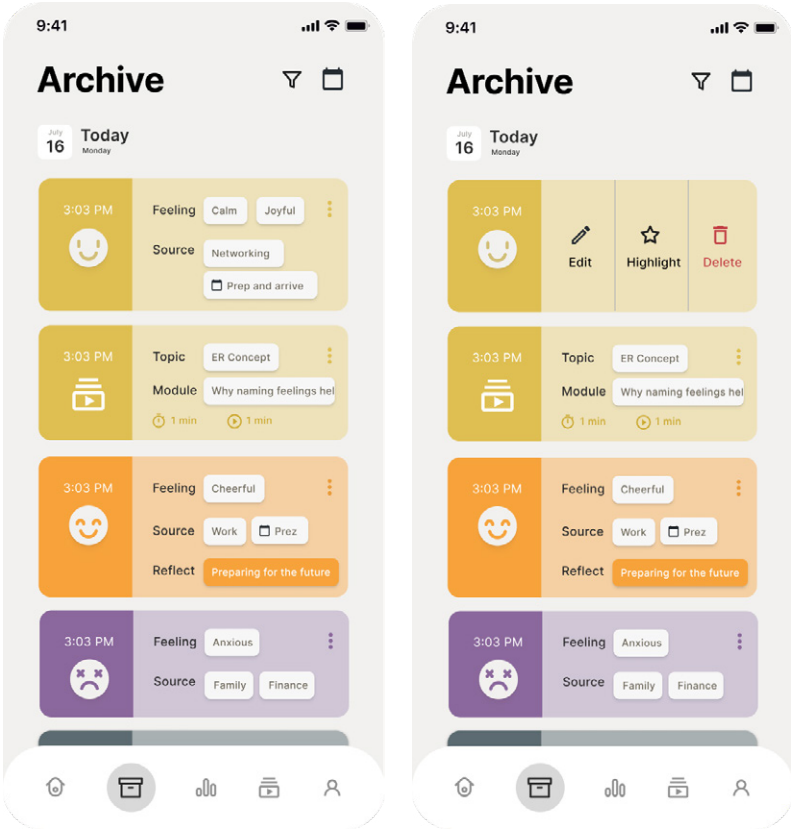 9:41
Archive
July
16
Today
Monday
3:03 PM
Feeling Calm Joyful
Source Networking
Prep and arrive
3:03 PM
Topic ER Concept
Module Why naming feelings hel
1 min 1 min
3:03 PM
Feeling Cheerful
Source Work Prez
Reflect Preparing for the future
3:03 PM
Feeling Anxious
Source Family Finance
9:41
Archive
July
16
Today
Monday
3:03 PM
Edit Highlight Delete
3:03 PM
Topic ER Concept
Module Why naming feelings hel
1 min 1 min
3:03 PM
Feeling Cheerful
Source Work Prez
Reflect Preparing for the future
3:03 PM
Feeling Anxious
Source Family Finance